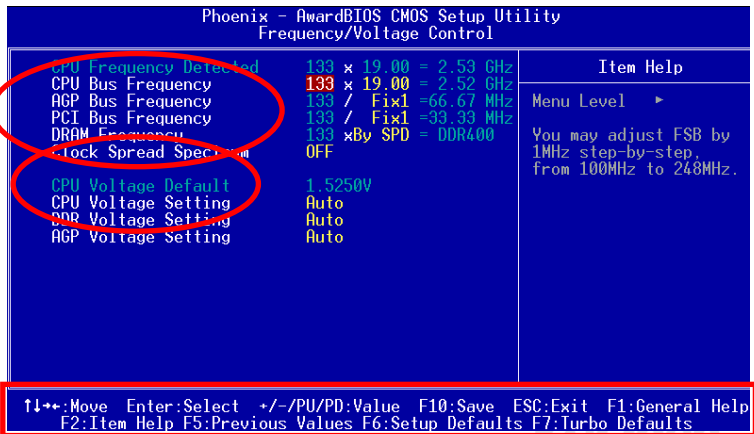 Phoenix - AwardBIOS CMOS Setup Utility
Frequency/Voltage Control
CPU Frequency Detected 133 x 19.00 = 2.53 GHz
CPU Bus Frequency 133 x 19.00 = 2.52 GHz
AGP Bus Frequency 133 / Fix1 =66.67 MHz
PCI Bus Frequency 133 / Fix1 =33.33 MHz
DRAM Frequency 133 xBy SPD = DDR400
Clock Spread Spectrum OFF
CPU Voltage Default 1.5250V
CPU Voltage Setting Auto
DDR Voltage Setting Auto
AGP Voltage Setting Auto
Item Help
Menu Level ►
You may adjust FSB by
1MHz step-by-step,
from 100MHz to 248MHz.
↑↓→←:Move Enter:Select +/-/PU/PD:Value F10:Save ESC:Exit F1:General Help
F2:Item Help F5:Previous Values F6:Setup Defaults F7:Turbo Defaults